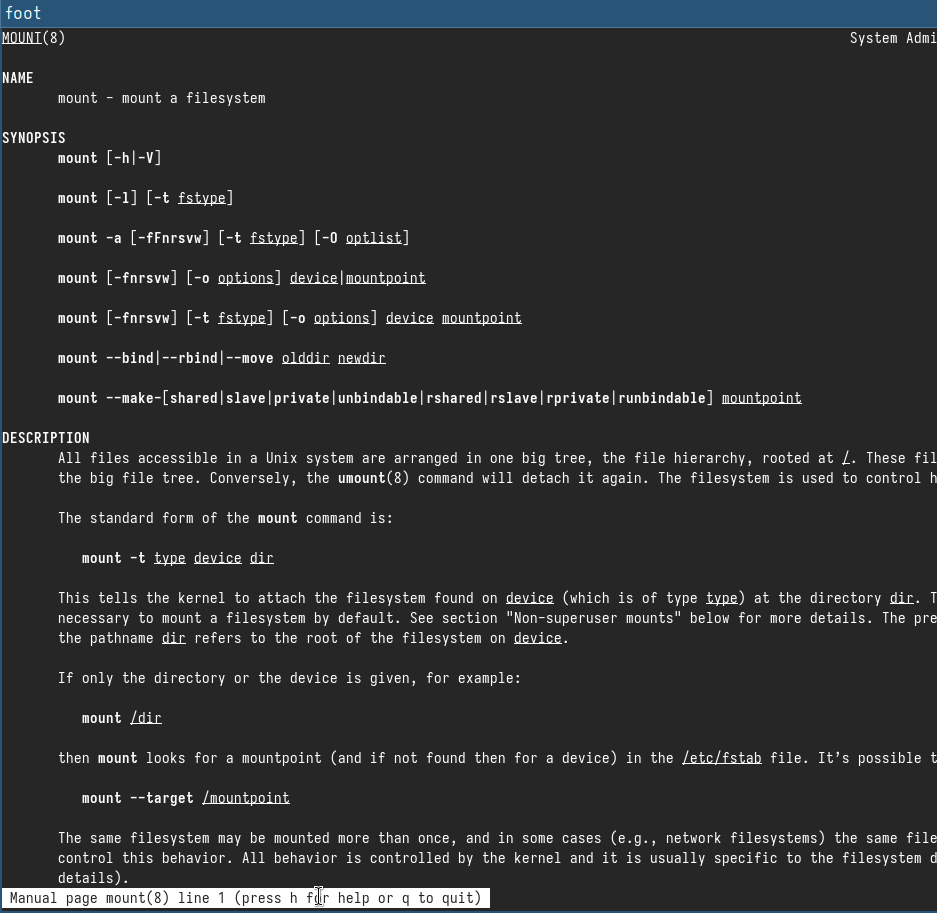 foot
MOUNT(8) System Admi
NAME
mount - mount a filesystem
SYNOPSIS
mount [-h|-V]
mount [-l] [-t fstype]
mount -a [-fFnrsvw] [-t fstype] [-O optlist]
mount [-fnrsvw] [-o options] device|mountpoint
mount [-fnrsvw] [-t fstype] [-o options] device mountpoint
mount --bind|--rbind|--move olddir newdir
mount --make-[shared|slave|private|unbindable|rshared|rslave|rprivate|runbindable] mountpoint
DESCRIPTION
All files accessible in a Unix system are arranged in one big tree, the file hierarchy, rooted at /. These fil
the big file tree. Conversely, the umount(8) command will detach it again. The filesystem is used to control h
The standard form of the mount command is:
mount -t type device dir
This tells the kernel to attach the filesystem found on device (which is of type type) at the directory dir. T
necessary to mount a filesystem by default. See section "Non-superuser mounts" below for more details. The pre
the pathname dir refers to the root of the filesystem on device.
If only the directory or the device is given, for example:
mount /dir
then mount looks for a mountpoint (and if not found then for a device) in the /etc/fstab file. It’s possible t
mount --target /mountpoint
The same filesystem may be mounted more than once, and in some cases (e.g., network filesystems) the same file
control this behavior. All behavior is controlled by the kernel and it is usually specific to the filesystem d
details).
Manual page mount(8) line 1 (press h for help or q to quit)